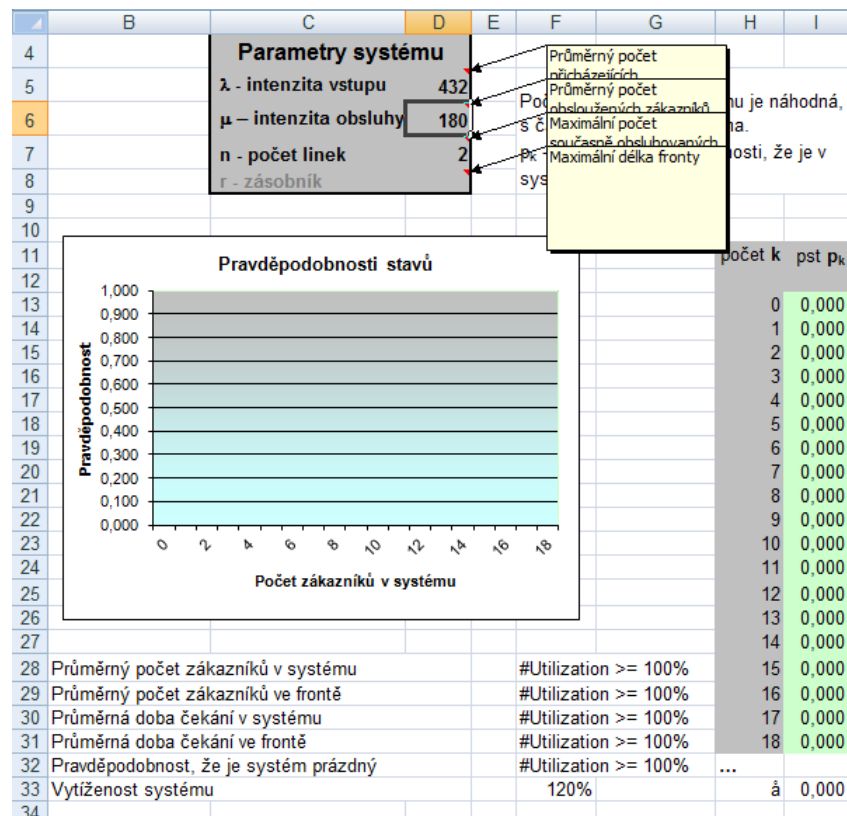 B C D E F G H I
4 Parametry systému
5 λ - intenzita vstupu 432
6 μ – intenzita obsluhy 180
7 n - počet linek 2
8 r - zásobník
Průměrný počet
přicházejících
Průměrný počet
obsloužených zákazníků
Maximální počet
současně obsluhovaných
Maximální délka fronty
je náhodná,
s
pk
nosti, že je v
9
10
11 počet k pst pk
12
Pravděpodobnosti stavů
Pravděpodobnost
1,000
0,900
0,800
0,700
0,600
0,500
0,400
0,300
0,200
0,100
0,000
0 2 4 6 8 10 12 14 16 18
Počet zákazníků v systému
13 0 0,000
14 1 0,000
15 2 0,000
16 3 0,000
17 4 0,000
18 5 0,000
19 6 0,000
20 7 0,000
21 8 0,000
22 9 0,000
23 10 0,000
24 11 0,000
25 12 0,000
26 13 0,000
27 14 0,000
28 Průměrný počet zákazníků v systému #Utilization >= 100% 15 0,000
29 Průměrný počet zákazníků ve frontě #Utilization >= 100% 16 0,000
30 Průměrná doba čekání v systému #Utilization >= 100% 17 0,000
31 Průměrná doba čekání ve frontě #Utilization >= 100% 18 0,000
32 Pravděpodobnost, že je systém prázdný #Utilization >= 100% ...
33 Vytíženost systému 120% å 0,000
34